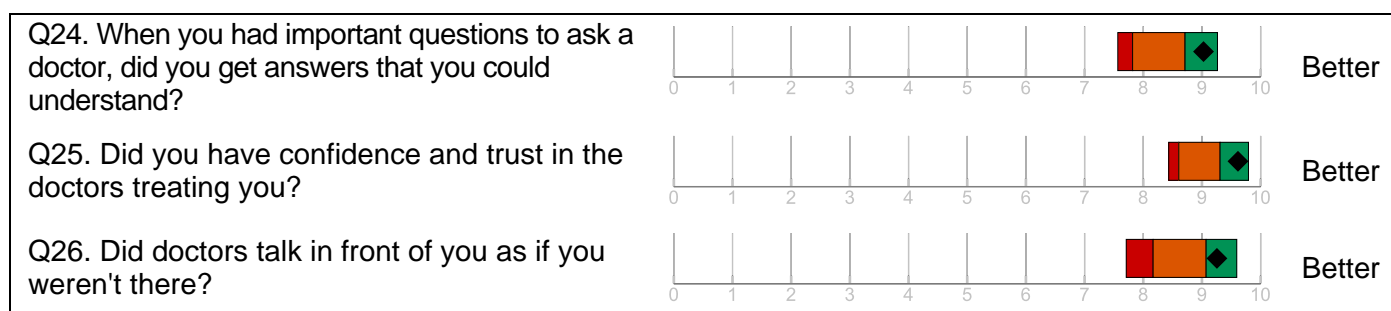 Q24. When you had important questions to ask a
doctor, did you get answers that you could
understand?
0 1 2 3 4 5 6 7 8 9 10
Better
Q25. Did you have confidence and trust in the
doctors treating you?
0 1 2 3 4 5 6 7 8 9 10
Better
Q26. Did doctors talk in front of you as if you
weren't there?
0 1 2 3 4 5 6 7 8 9 10
Better